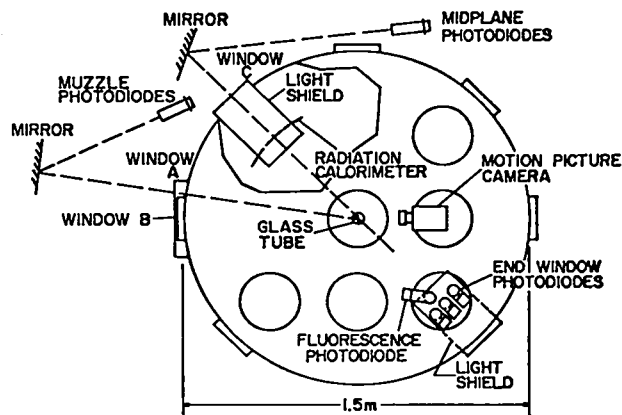 MIRROR
MIDPLANE
PHOTODIODES
WINDOW
C
LIGHT
SHIELD
MUZZLE
PHOTODIODES
MIRROR
WINDOW
A
RADIATION
CALORIMETER
MOTION PICTURE
CAMERA
WINDOW B
GLASS
TUBE
END WINDOW
PHOTODIODES
FLUORESCENCE
PHOTODIODE
LIGHT
SHIELD
1.5m